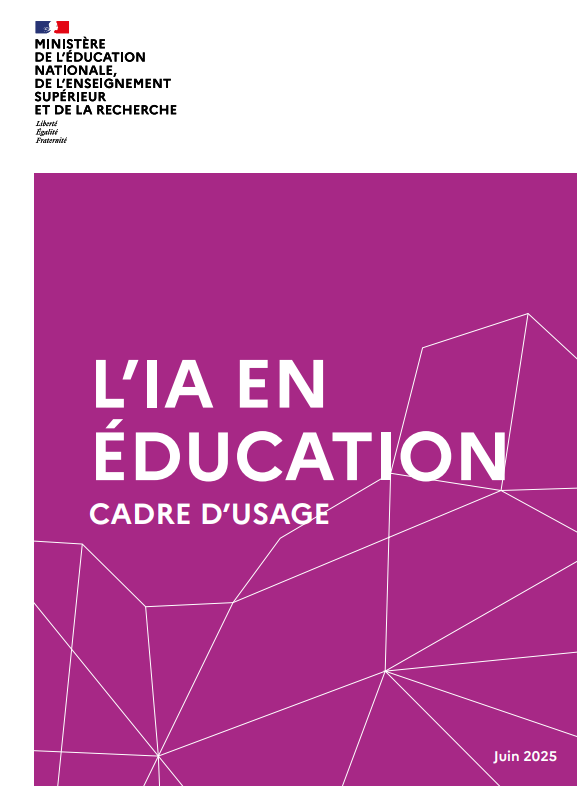 MINISTÈRE
DE L'ÉDUCATION
NATIONALE,
DE L'ENSEIGNEMENT
SUPÉRIEUR
ET DE LA RECHERCHE
Liberté
Égalité
Fraternité
L'IA EN
ÉDUCATION
CADRE D'USAGE
Juin 2025